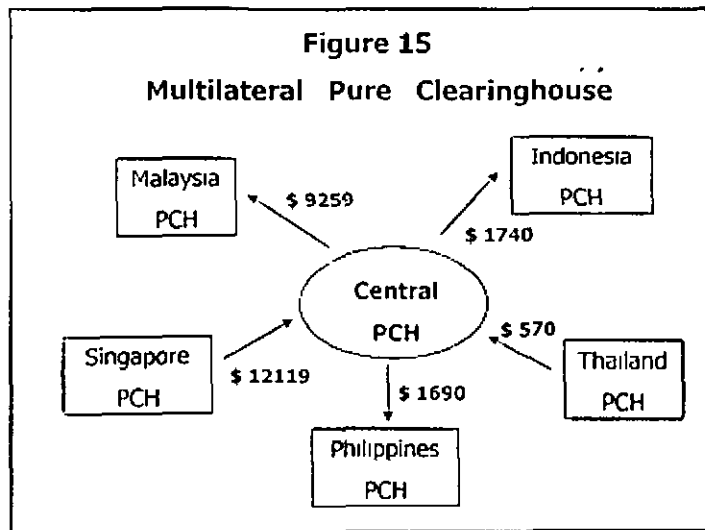 Figure 15
Multilateral Pure Clearinghouse
Malaysia
PCH
$ 9259
Indonesia
PCH
$ 1740
Central
PCH
Singapore
PCH
$ 12119
$ 570
Thailand
PCH
$ 1690
Philippines
PCH